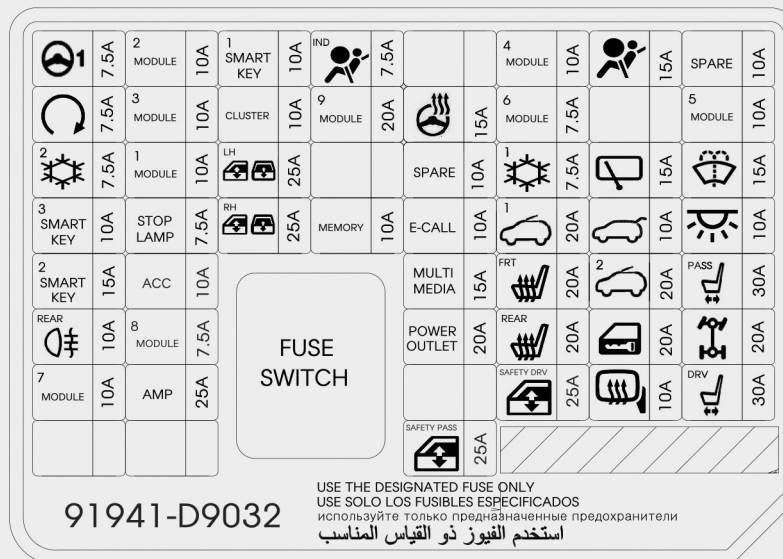 1 7.5A 2 MODULE 10A 1 SMART KEY 10A IND 7.5A 4 MODULE 10A 15A SPARE 10A
7.5A 3 MODULE 10A CLUSTER 10A 9 MODULE 20A 15A 6 MODULE 7.5A 5 MODULE 10A
2 7.5A 1 MODULE 10A LH 25A SPARE 10A 1 7.5A 15A 15A
3 SMART KEY 10A STOP LAMP 7.5A RH 25A MEMORY 10A E-CALL 10A 1 20A 10A 10A
2 SMART KEY 15A ACC 10A MULTI MEDIA 15A FRT 20A 2 20A PASS 30A
REAR 10A 8 MODULE 7.5A POWER OUTLET 20A REAR 20A 20A 20A
7 MODULE 10A AMP 25A SAFETY DRV 25A 10A DRV 30A
SAFETY PASS 25A
FUSE
SWITCH
91941-D9032
USE THE DESIGNATED FUSE ONLY
USE SOLO LOS FUSIBLES ESPECIFICADOS
используйте только предназначенные предохранители
استخدم الفيوز ذو القياس المناسب